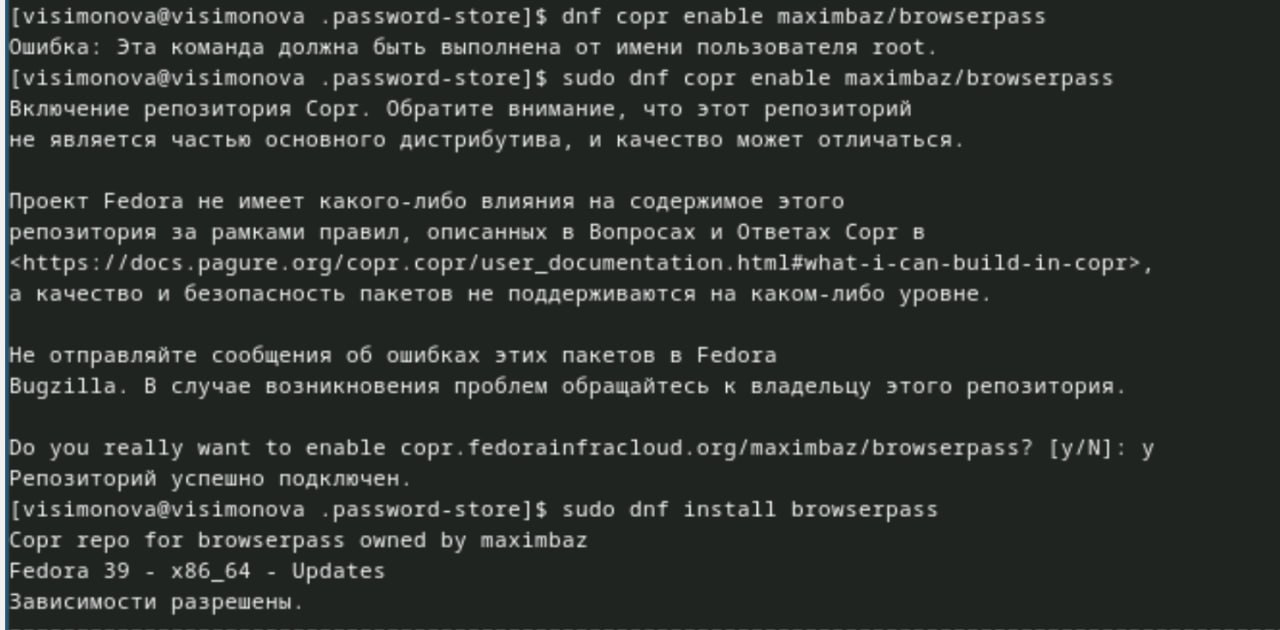 [visimonova@visimonova .password-store]$ dnf copr enable maximbaz/browserpass
Ошибка: Эта команда должна быть выполнена от имени пользователя root.
[visimonova@visimonova .password-store]$ sudo dnf copr enable maximbaz/browserpass
Включение репозитория Copr. Обратите внимание, что этот репозиторий
не является частью основного дистрибутива, и качество может отличаться.
Проект Fedora не имеет какого-либо влияния на содержимое этого
репозитория за рамками правил, описанных в Вопросах и Ответах Copr в
<https://docs.pagure.org/copr.copr/user_documentation.html#what-i-can-build-in-copr>,
а качество и безопасность пакетов не поддерживаются на каком-либо уровне.
Не отправляйте сообщения об ошибках этих пакетов в Fedora
Bugzilla. В случае возникновения проблем обращайтесь к владельцу этого репозитория.
Do you really want to enable copr.fedorainfracloud.org/maximbaz/browserpass? [y/N]: y
Репозиторий успешно подключен.
[visimonova@visimonova .password-store]$ sudo dnf install browserpass
Copr repo for browserpass owned by maximbaz
Fedora 39 - x86_64 - Updates
Зависимости разрешены.